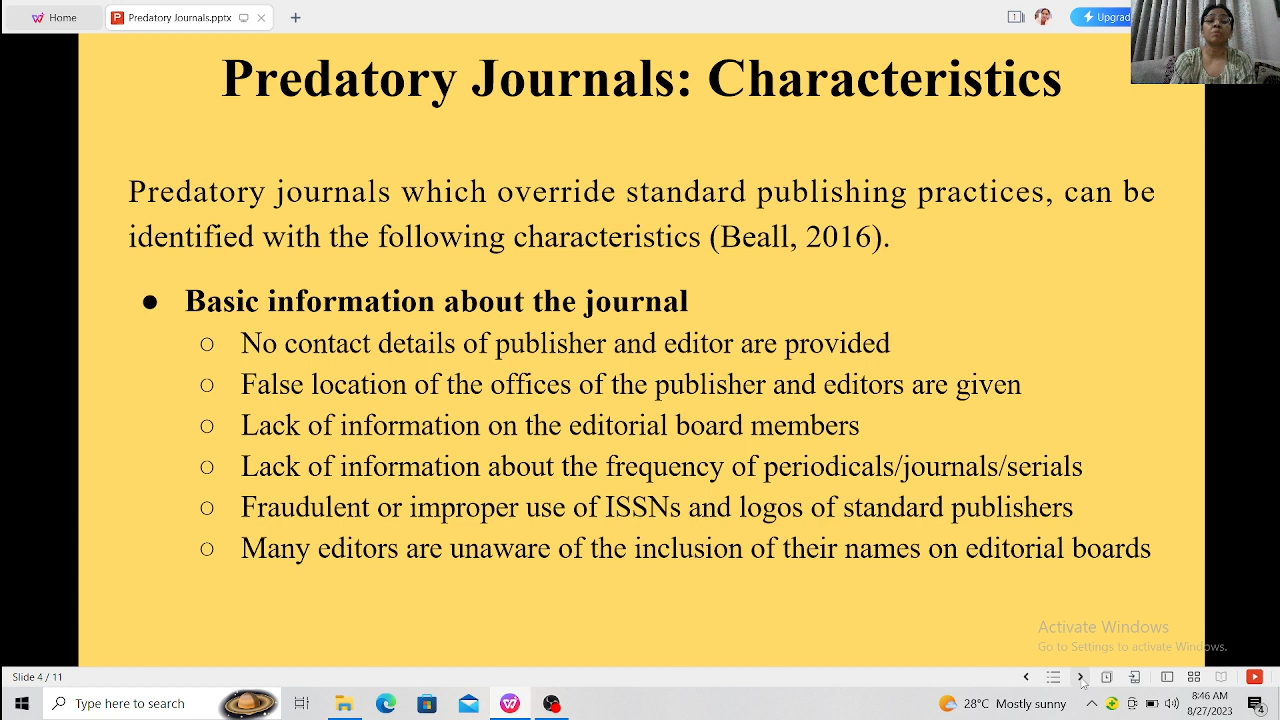 Home
Predatory Journals.pptx
1
Upgrad
Predatory Journals: Characteristics
Predatory journals which override standard publishing practices, can be
identified with the following characteristics (Beall, 2016).
● Basic information about the journal
○ No contact details of publisher and editor are provided
○ False location of the offices of the publisher and editors are given
○ Lack of information on the editorial board members
○ Lack of information about the frequency of periodicals/journals/serials
○ Fraudulent or improper use of ISSNs and logos of standard publishers
○ Many editors are unaware of the inclusion of their names on editorial boards
Activate Windows
Go to Settings to activate Windows.
Slide 4 / 11
Type here to search
28°C Mostly sunny
8:46 AM
8/27/2023
4